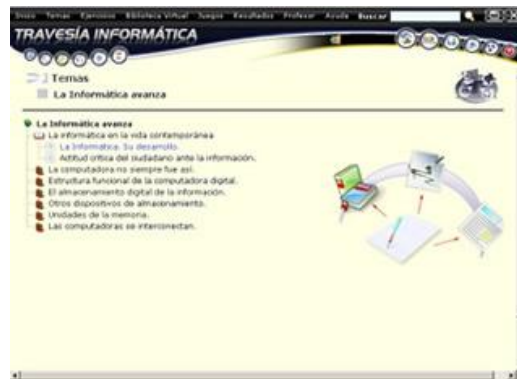 Inicio Temas Ejercicios Biblioteca Virtual Juegos Resultados Profesor Ayuda Buscar
TRAVESÍA INFORMÁTICA
Temas
La Informática avanza
La Informática avanza
La informática en la vida contemporánea
La Informática. Su desarrollo.
Actitud crítica del ciudadano ante la información.
La computadora no siempre fue así.
Estructura funcional de la computadora digital.
El almacenamiento digital de la información.
Otros dispositivos de almacenamiento.
Unidades de la memoria.
Las computadoras se interconectan.